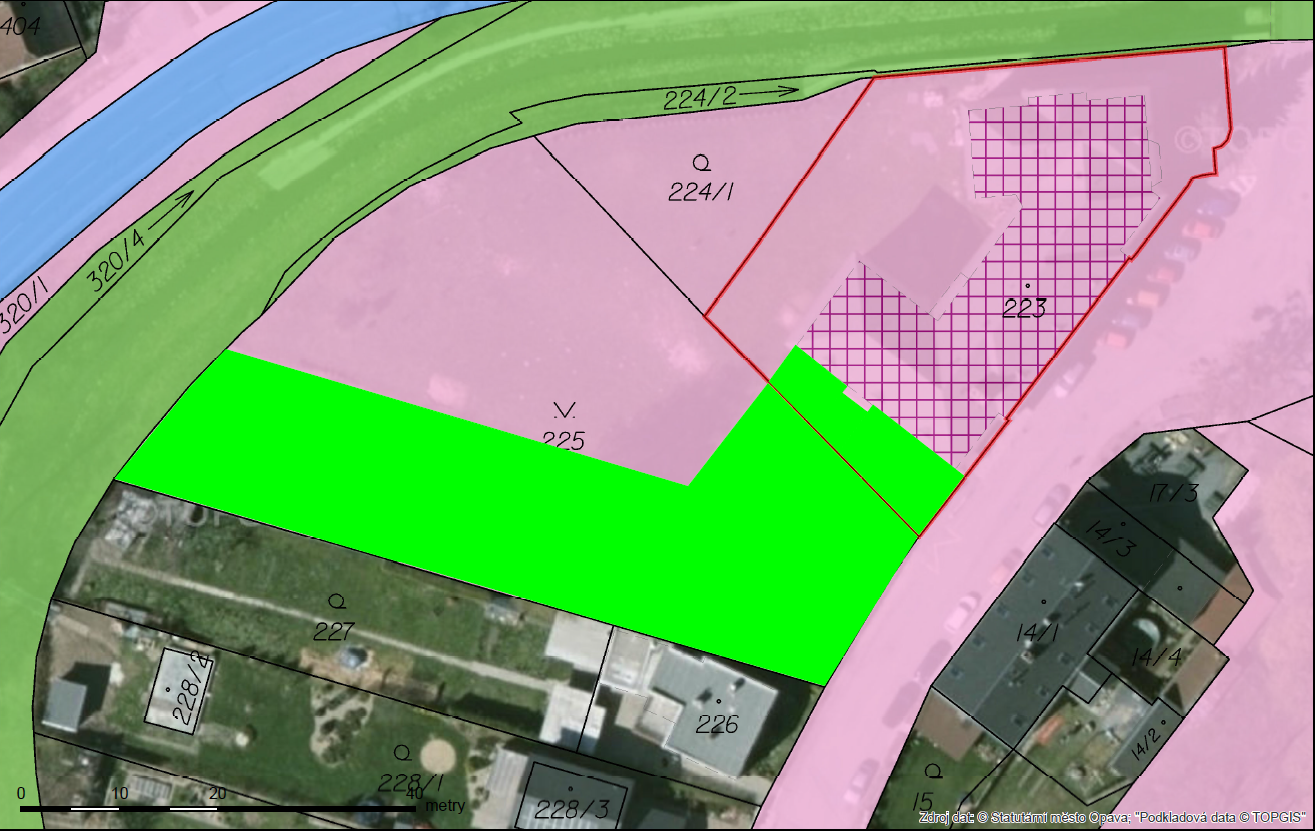 404
224/2
Q
224/1
© TO
320/4
320/1
223
V
225
17/3
14/3
© TOPG
Q
227
14/1
14/4
228/2
226
Q
228/1
14/2
Q
15
228/3
0 10 20 40 metry
Zdroj dat: © Statutární město Opava; "Podkladová data © TOPGIS"